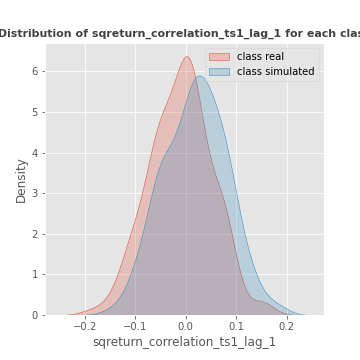 Distribution of sqreturn_correlation_ts1_lag_1 for each clas
class real
class simulated
6
5
4
3
2
1
0
Density
−0.2 −0.1 0.0 0.1 0.2
sqreturn_correlation_ts1_lag_1